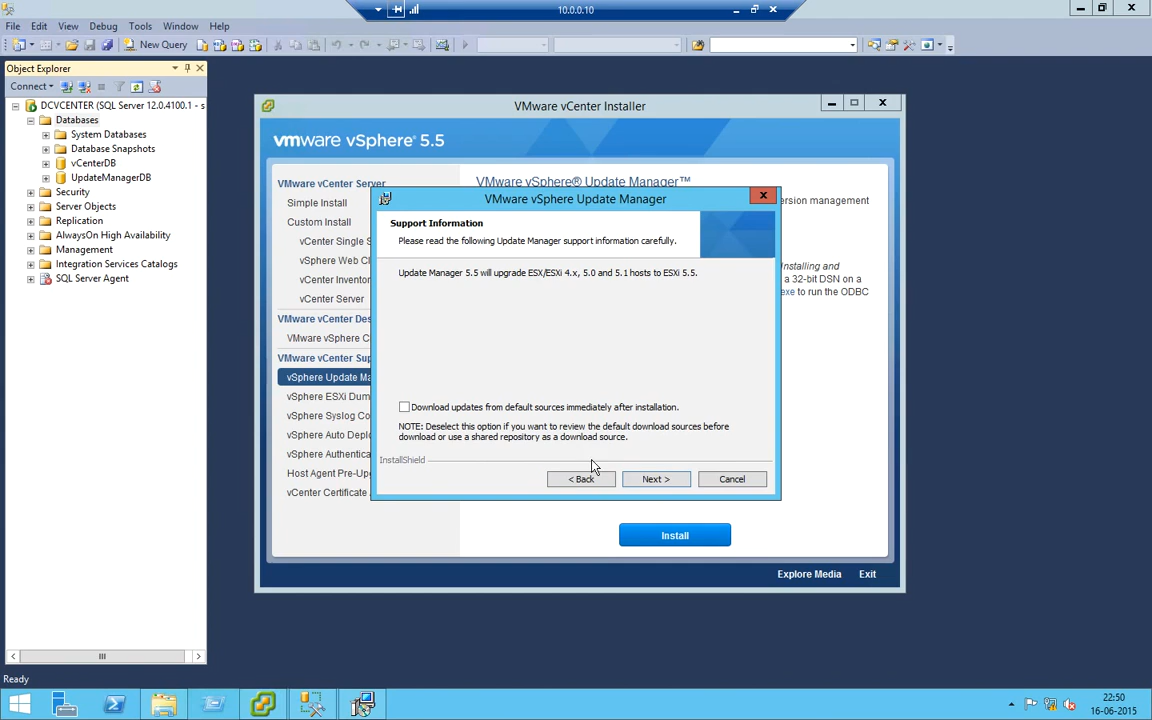 10.0.0.10
File Edit View Debug Tools Window Help
New Query
Object Explorer
Connect
DCVCENTER (SQL Server 12.0.4100.1 - s
Databases
System Databases
Database Snapshots
vCenterDB
UpdateManagerDB
Security
Server Objects
Replication
AlwaysOn High Availability
Management
Integration Services Catalogs
SQL Server Agent
VMware vCenter Installer
vmware vSphere 5.5
VMware vCenter Server
Simple Install
Custom Install
vCenter Single S
vSphere Web Cl
vCenter Inventor
vCenter Server
VMware vCenter Des
VMware vSphere C
VMware vCenter Sup
vSphere Update Ma
vSphere ESXi Dum
vSphere Syslog Co
vSphere Auto Deplo
vSphere Authentica
Host Agent Pre-Up
vCenter Certificate
VMware vSphere® Update Manager™
ersion management
nstalling and
a 32-bit DSN on a
exe to run the ODBC
VMware vSphere Update Manager
Support Information
Please read the following Update Manager support information carefully.
Update Manager 5.5 will upgrade ESX/ESXi 4.x, 5.0 and 5.1 hosts to ESXi 5.5.
Download updates from default sources immediately after installation.
NOTE: Deselect this option if you want to review the default download sources before
download or use a shared repository as a download source.
InstallShield
< Back Next > Cancel
Install
Explore Media Exit
Ready
22:50
16-06-2015